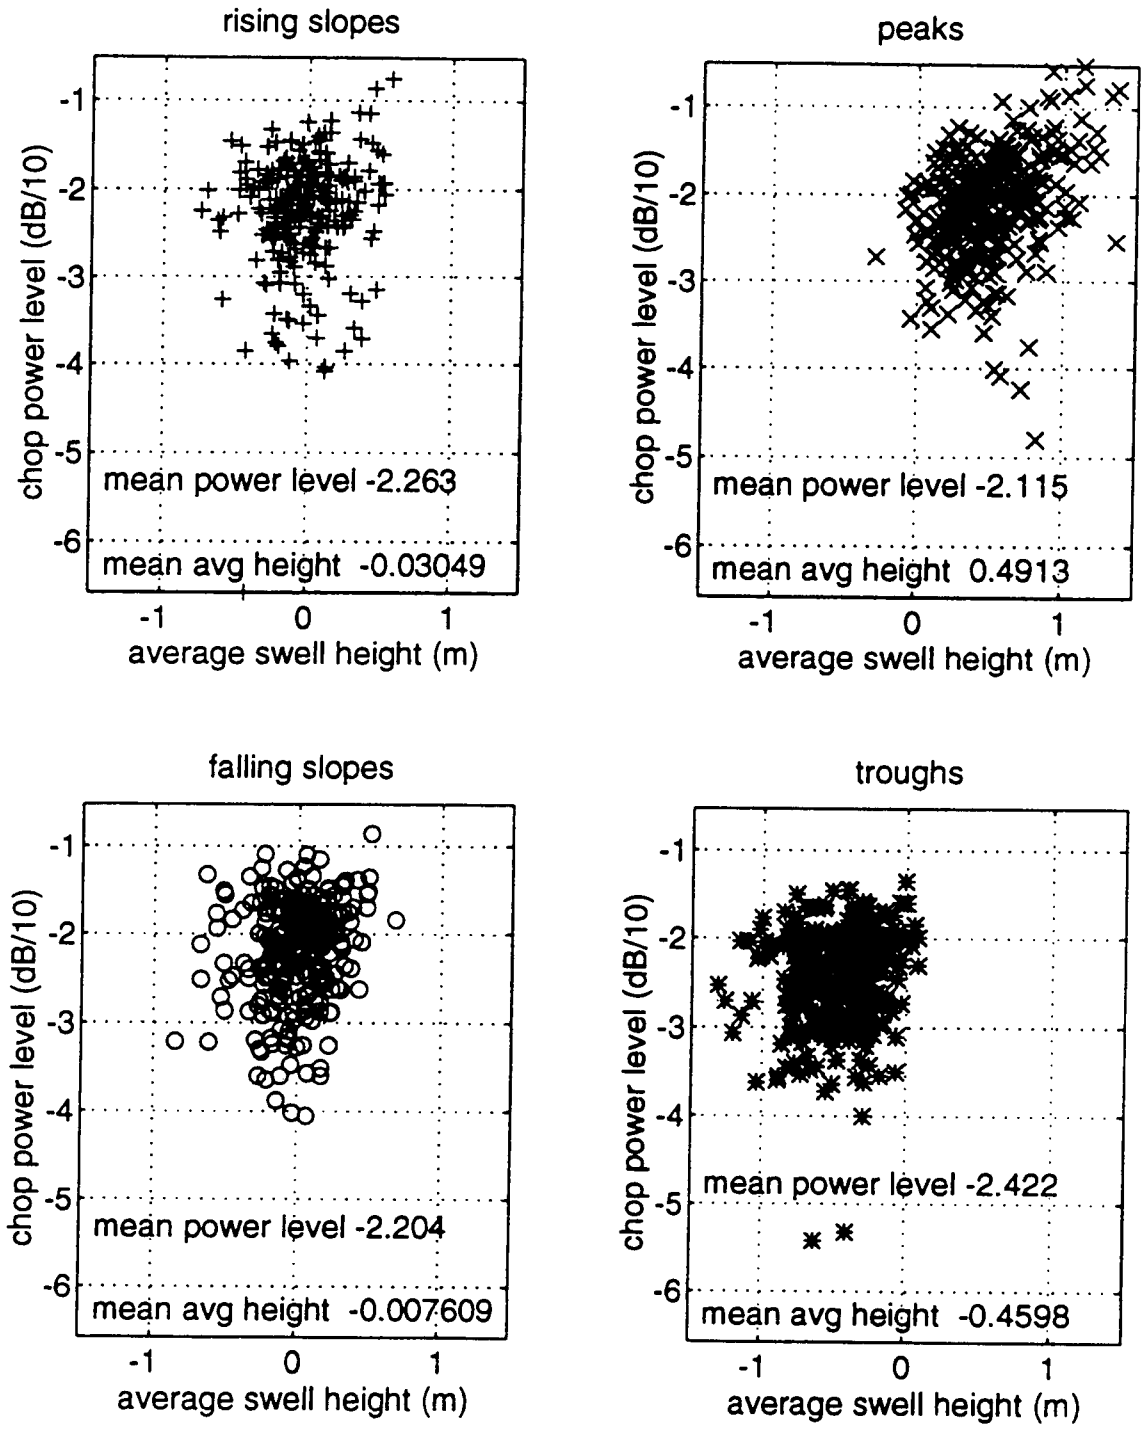 rising slopes
chop power level (dB/10)
-1
-2
-3
-4
-5
-6
mean power level -2.263
mean avg height -0.03049
-1 0 1
average swell height (m)
peaks
chop power level (dB/10)
-1
-2
-3
-4
-5
-6
mean power level -2.115
mean avg height 0.4913
-1 0 1
average swell height (m)
falling slopes
chop power level (dB/10)
-1
-2
-3
-4
-5
-6
mean power level -2.204
mean avg height -0.007609
-1 0 1
average swell height (m)
troughs
chop power level (dB/10)
-1
-2
-3
-4
-5
-6
mean power level -2.422
mean avg height -0.4598
-1 0 1
average swell height (m)